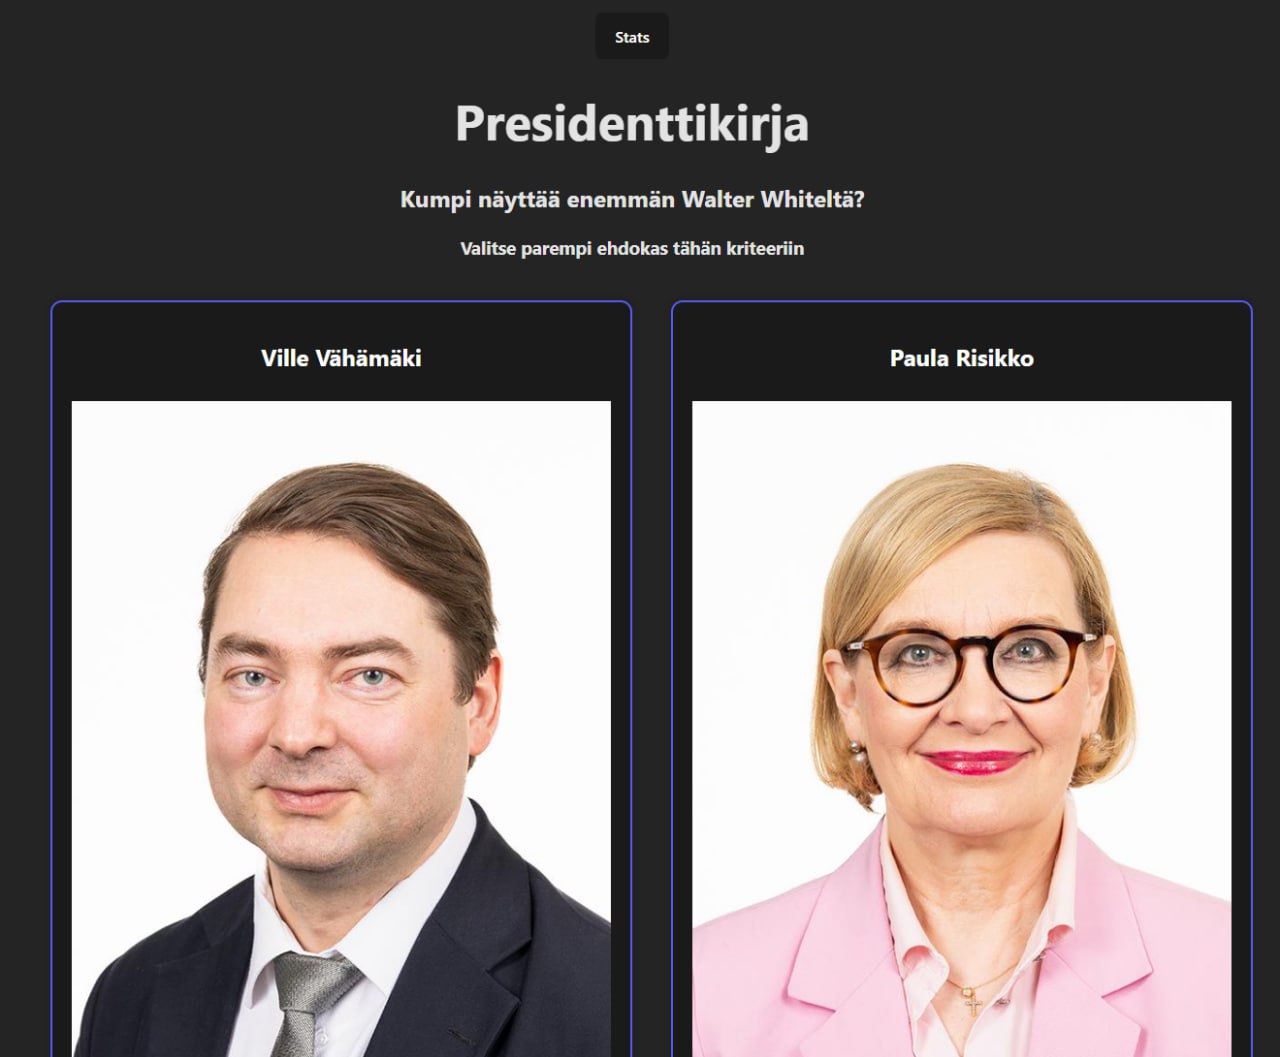 Stats
Presidenttikirja
Kumpi näyttää enemmän Walter Whiteltä?
Valitse parempi ehdokas tähän kriteeriin
Ville Vähämäki
Paula Risikko